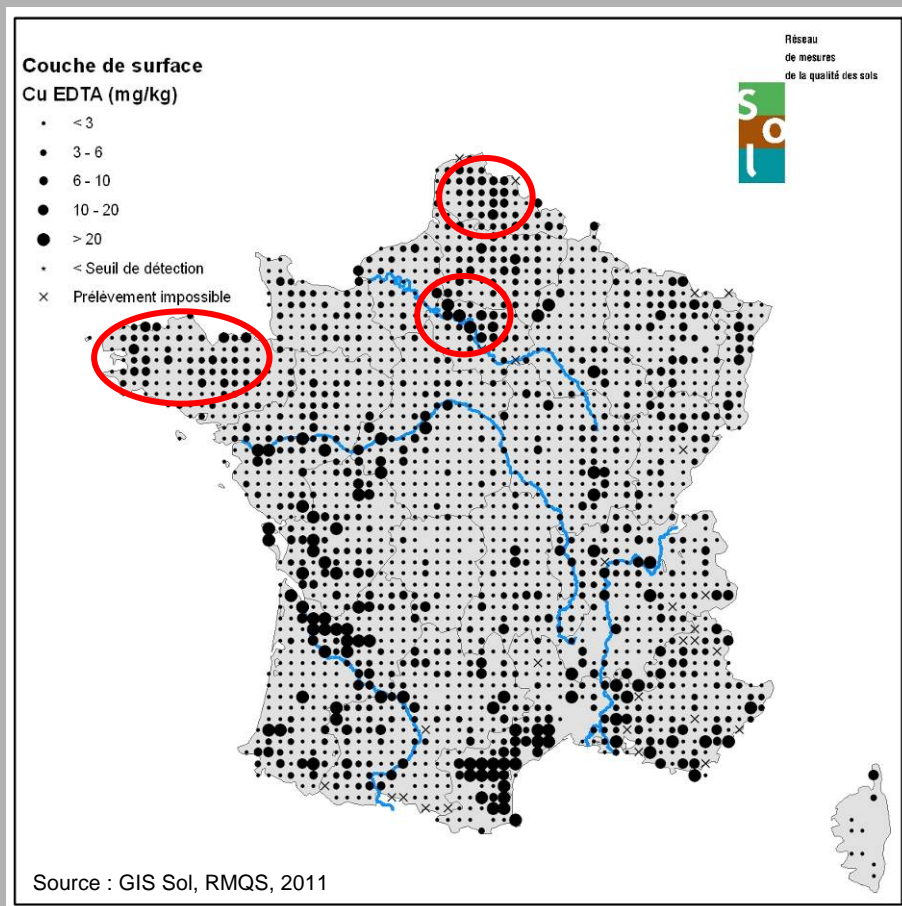 Couche de surface
Cu EDTA (mg/kg)
< 3
3 - 6
6 - 10
10 - 20
> 20
< Seuil de détection
Prélèvement impossible
Réseau
de mesures
de la qualité des sols
S
o
l
Source : GIS Sol, RMQS, 2011